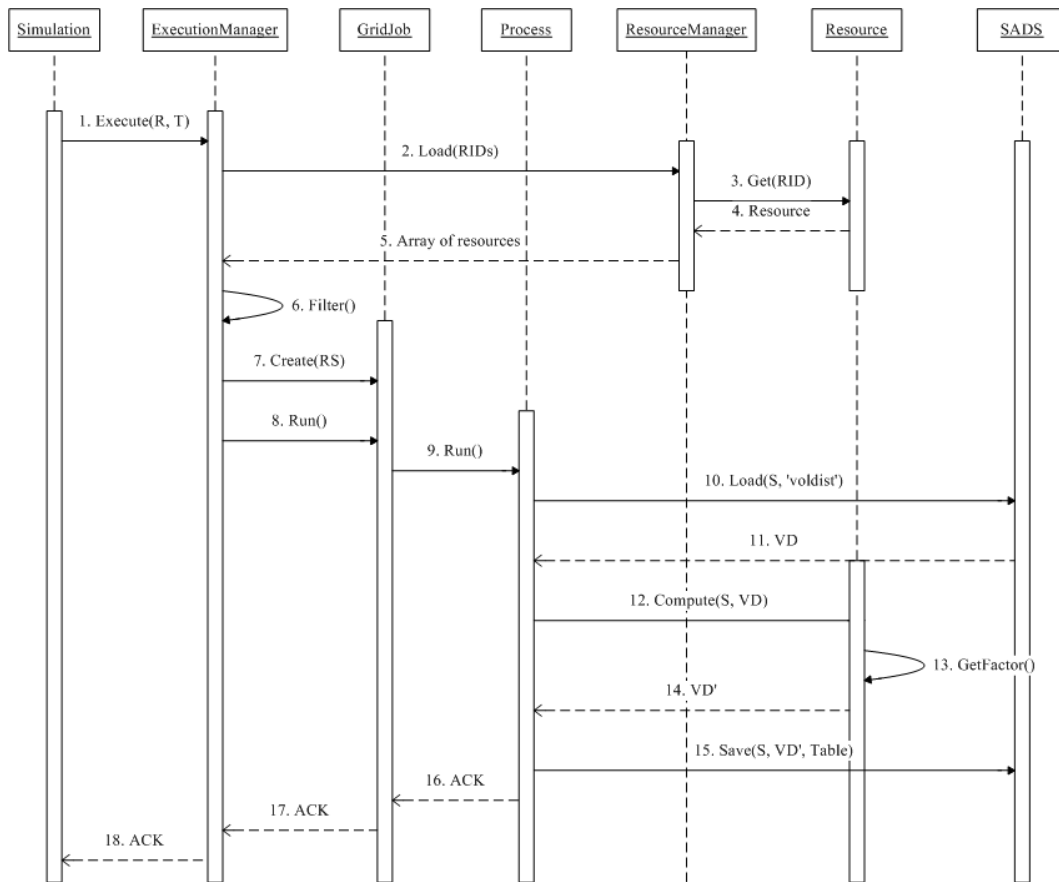 Simulation
ExecutionManager
GridJob
Process
ResourceManager
Resource
SADS
1. Execute(R, T)
2. Load(RIDs)
3. Get(RID)
4. Resource
5. Array of resources
6. Filter()
7. Create(RS)
8. Run()
9. Run()
10. Load(S, 'voldist')
11. VD
12. Compute(S, VD)
13. GetFactor()
14. VD'
15. Save(S, VD', Table)
16. ACK
17. ACK
18. ACK